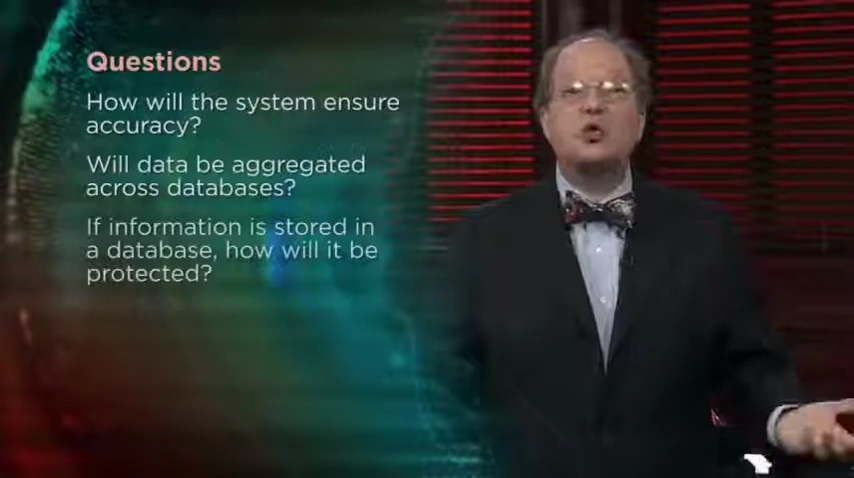 Questions
How will the system ensure
accuracy?
Will data be aggregated
across databases?
If information is stored in
a database, how will it be
protected?